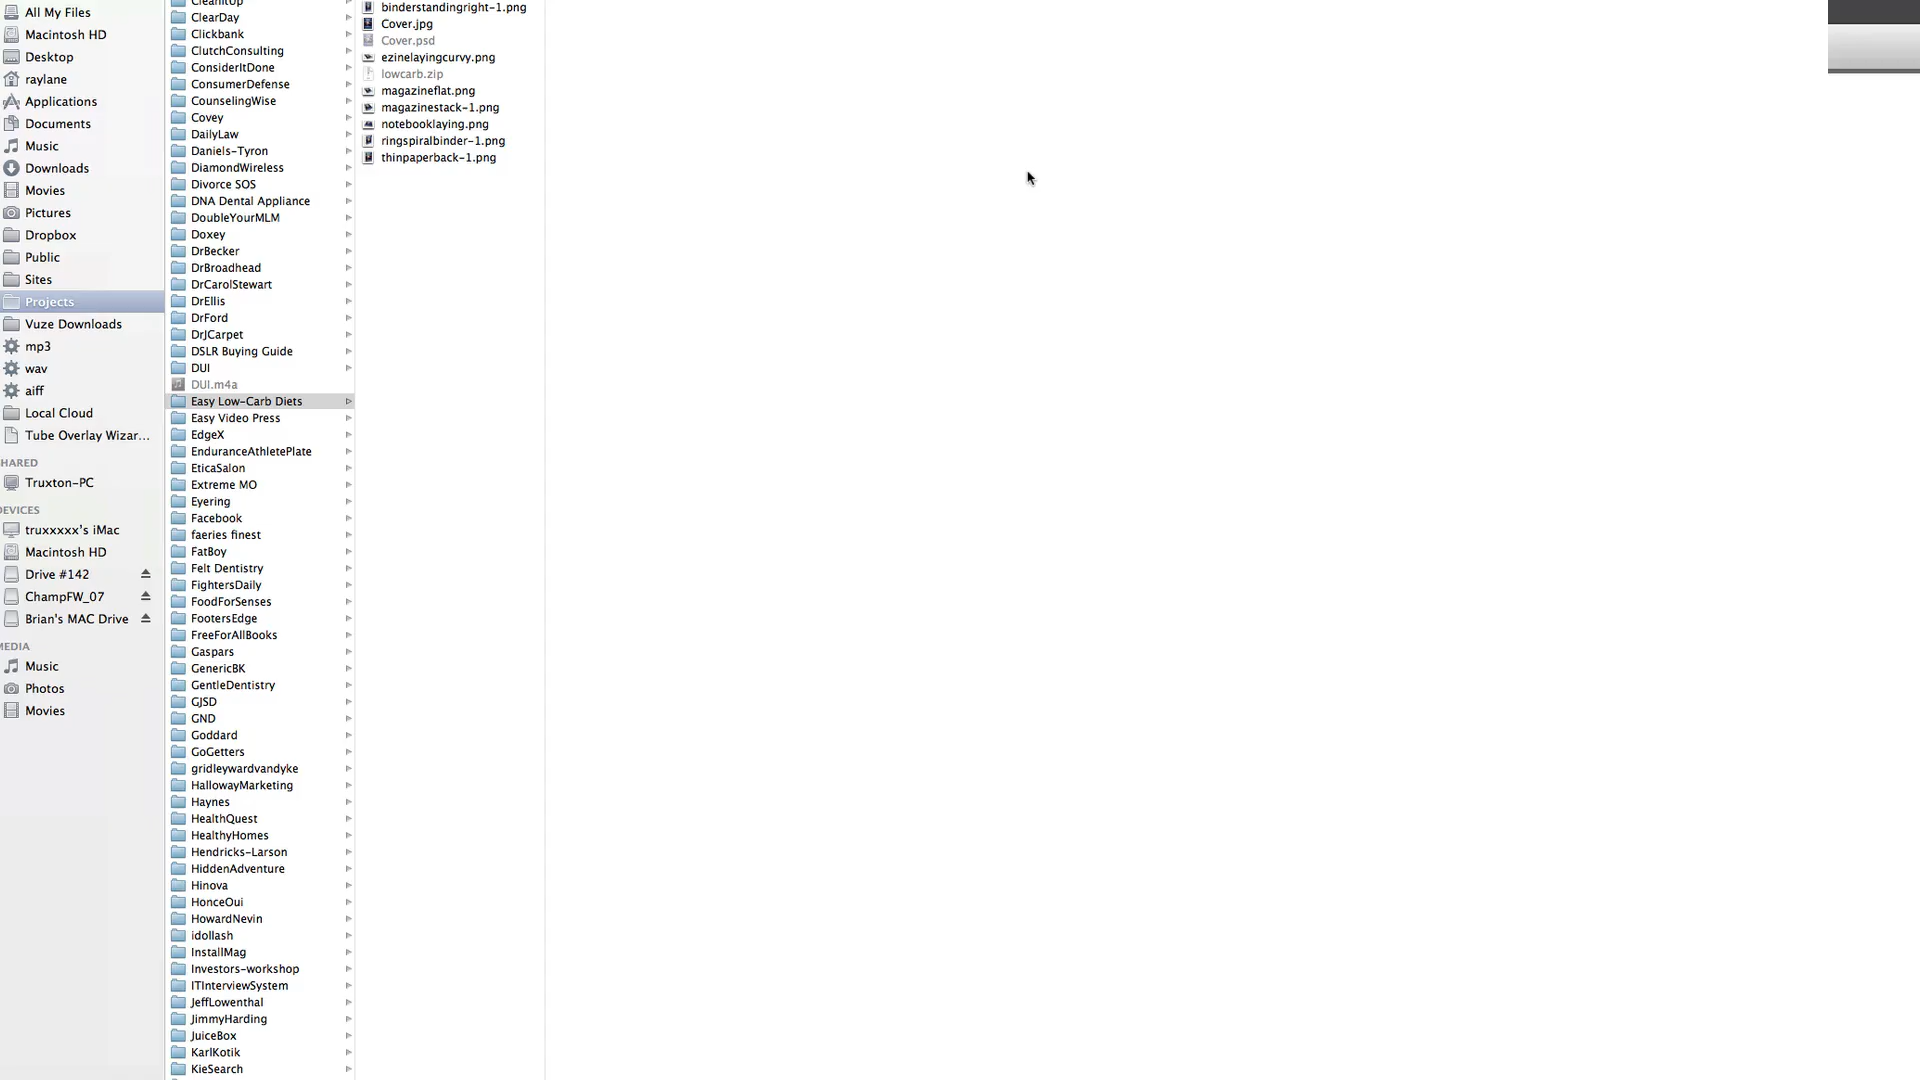 All My Files
Macintosh HD
Desktop
raylane
Applications
Documents
Music
Downloads
Movies
Pictures
Dropbox
Public
Sites
Projects
Vuze Downloads
mp3
wav
aiff
Local Cloud
Tube Overlay Wizar...
HARED
Truxton-PC
DEVICES
truxxxxx's iMac
Macintosh HD
Drive #142
ChampFW_07
Brian's MAC Drive
MEDIA
Music
Photos
Movies
CleanItUp
ClearDay
Clickbank
ClutchConsulting
ConsiderItDone
ConsumerDefense
CounselingWise
Covey
DailyLaw
Daniels-Tyron
DiamondWireless
Divorce SOS
DNA Dental Appliance
DoubleYourMLM
Doxey
DrBecker
DrBroadhead
DrCarolStewart
DrEllis
DrFord
DrJCarpet
DSLR Buying Guide
DUI
DUI.m4a
Easy Low-Carb Diets
Easy Video Press
EdgeX
EnduranceAthletePlate
EticaSalon
Extreme MO
Eyering
Facebook
faeries finest
FatBoy
Felt Dentistry
FightersDaily
FoodForSenses
FootersEdge
FreeForAllBooks
Gaspars
GenericBK
GentleDentistry
GJSD
GND
Goddard
GoGetters
gridleywardvandyke
HallowayMarketing
Haynes
HealthQuest
HealthyHomes
Hendricks-Larson
HiddenAdventure
Hinova
HonceOui
HowardNevin
idollash
InstallMag
Investors-workshop
ITInterviewSystem
JeffLowenthal
JimmyHarding
JuiceBox
KarlKotik
KieSearch
binderstandingright-1.png
Cover.jpg
Cover.psd
ezinelayingcurvy.png
lowcarb.zip
magazineflat.png
magazinestack-1.png
notebooklaying.png
ringspiralbinder-1.png
thinpaperback-1.png